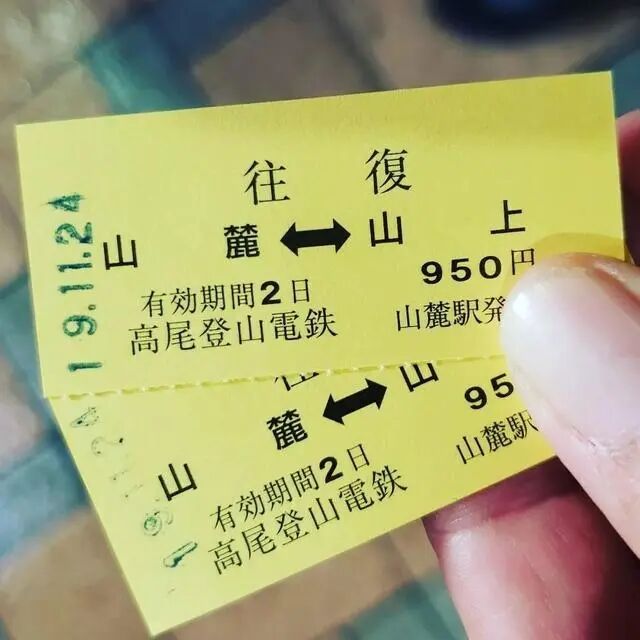 往復
山麓⬌山上
950円
有効期間2日
高尾登山電鉄
山麓駅発
19.11.24
山麓⬌山
95
有効期間2日
高尾登山電鉄
山麓駅